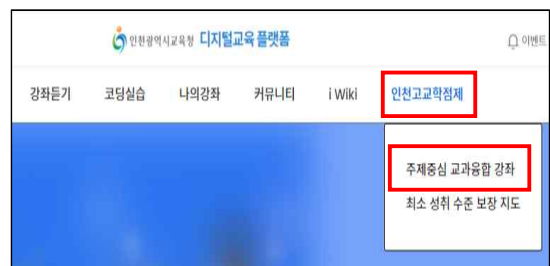 인천광역시교육청 디지털교육 플랫폼
이벤트
강좌듣기 코딩실습 나의강좌 커뮤니티 i Wiki 인천고교학점제
주제중심 교과융합 강좌
최소 성취 수준 보장 지도